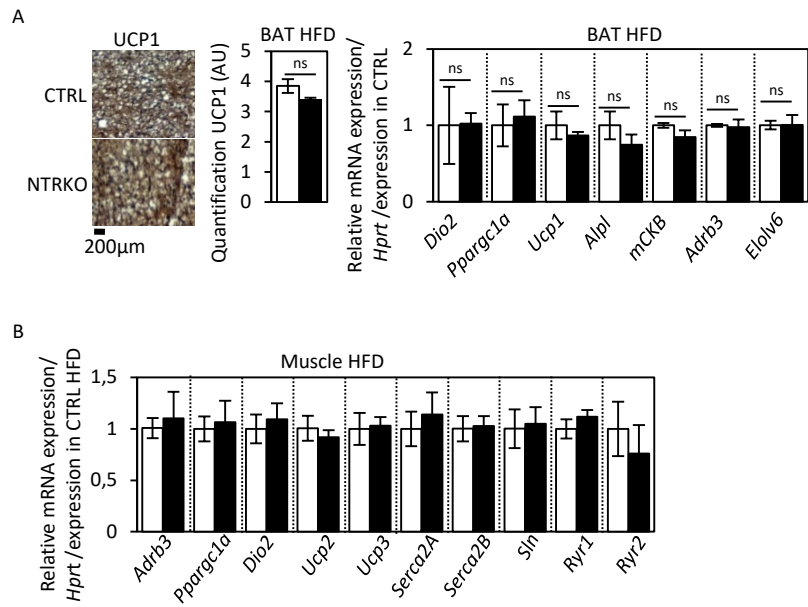 A
UCP1
CTRL
NTRKO
200µm
BAT HFD
Quantification UCP1 (AU)
5
4
3
2
1
0
ns
BAT HFD
Relative mRNA expression/
Hprt /expression in CTRL
2
1
0
ns
ns
ns
ns
ns
ns
ns
Dio2
Ppargc1a
Ucp1
Alpl
mCKB
Adrb3
Elolv6
B
Muscle HFD
Relative mRNA expression/
Hprt /expression in CTRL HFD
1,5
1
0,5
0
Adrb3
Ppargc1a
Dio2
Ucp2
Ucp3
Serca2A
Serca2B
Sln
Ryr1
Ryr2